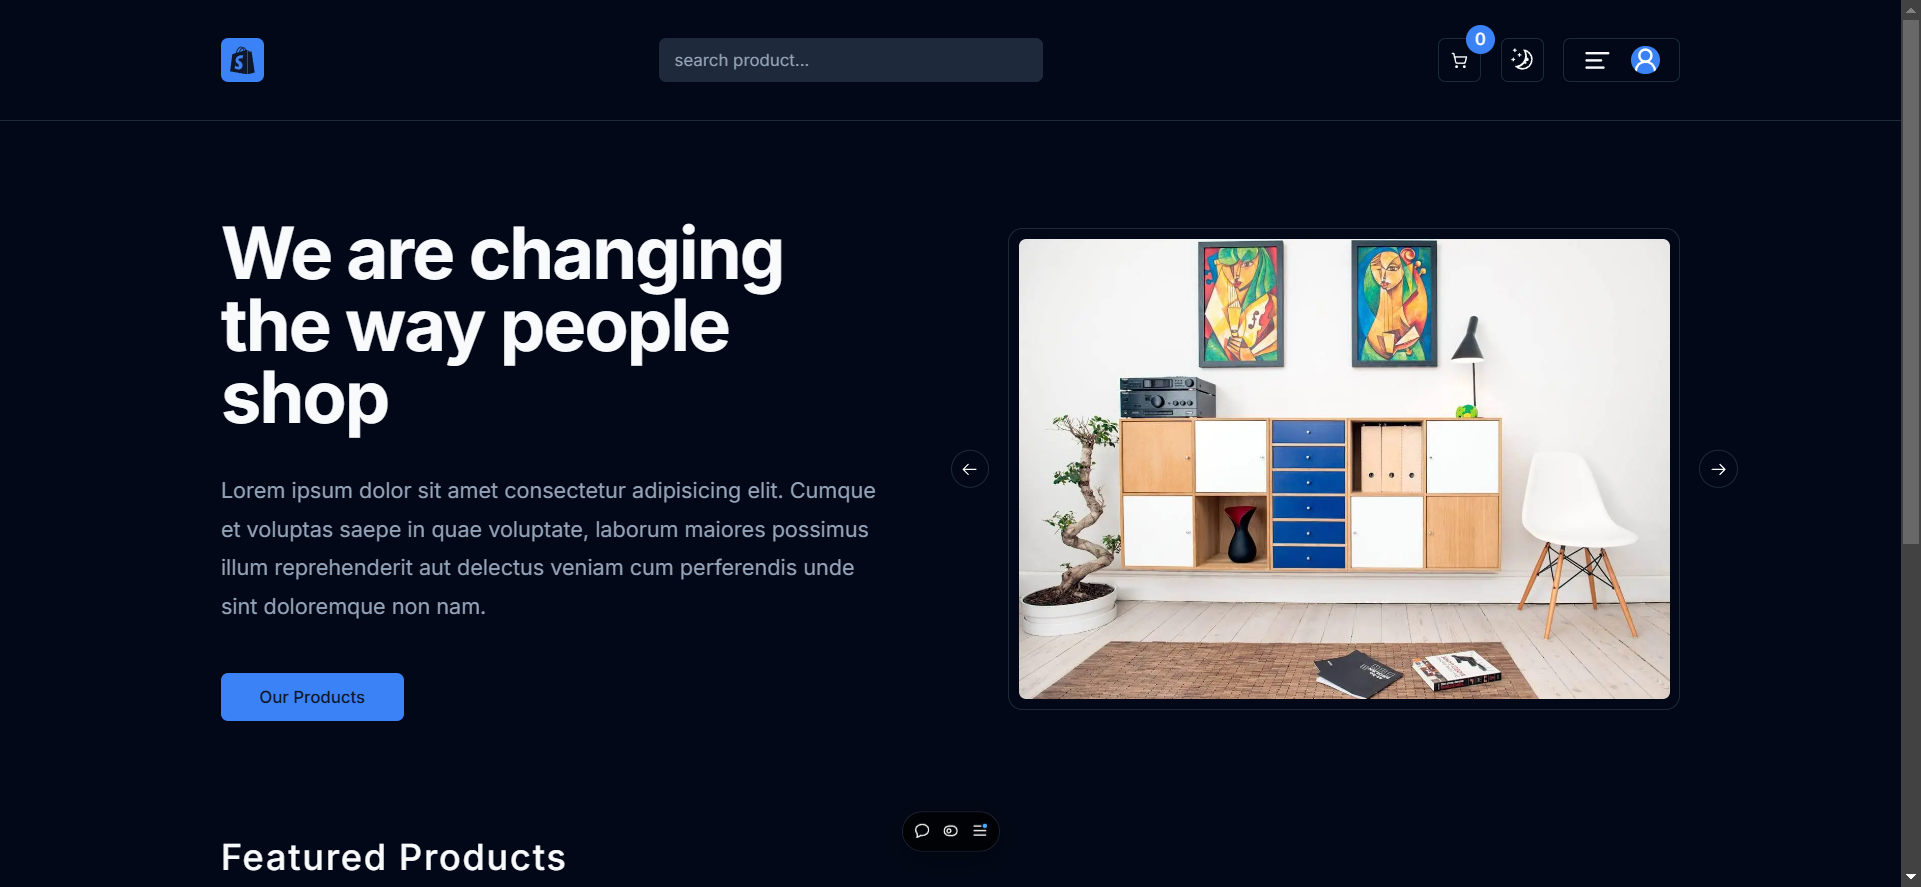 S
search product...
0
We are changing
the way people
shop
Lorem ipsum dolor sit amet consectetur adipisicing elit. Cumque
et voluptas saepe in quae voluptate, laborum maiores possimus
illum reprehenderit aut delectus veniam cum perferendis unde
sint doloremque non nam.
Our Products
Featured Products